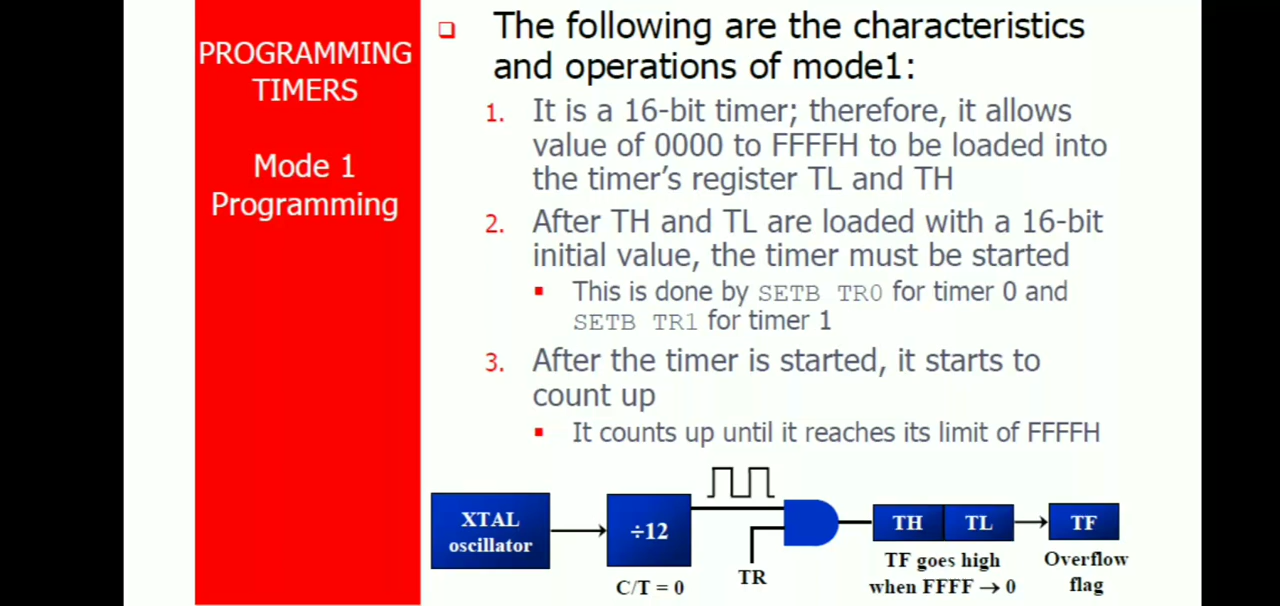 PROGRAMMING
TIMERS
Mode 1
Programming
The following are the characteristics
and operations of mode1:
1. It is a 16-bit timer; therefore, it allows
value of 0000 to FFFFH to be loaded into
the timer's register TL and TH
2. After TH and TL are loaded with a 16-bit
initial value, the timer must be started
This is done by SETB TR0 for timer 0 and
SETB TR1 for timer 1
3. After the timer is started, it starts to
count up
It counts up until it reaches its limit of FFFFH
XTAL
oscillator
÷12
C/T = 0
TR
TH TL
TF goes high
when FFFF → 0
TF
Overflow
flag